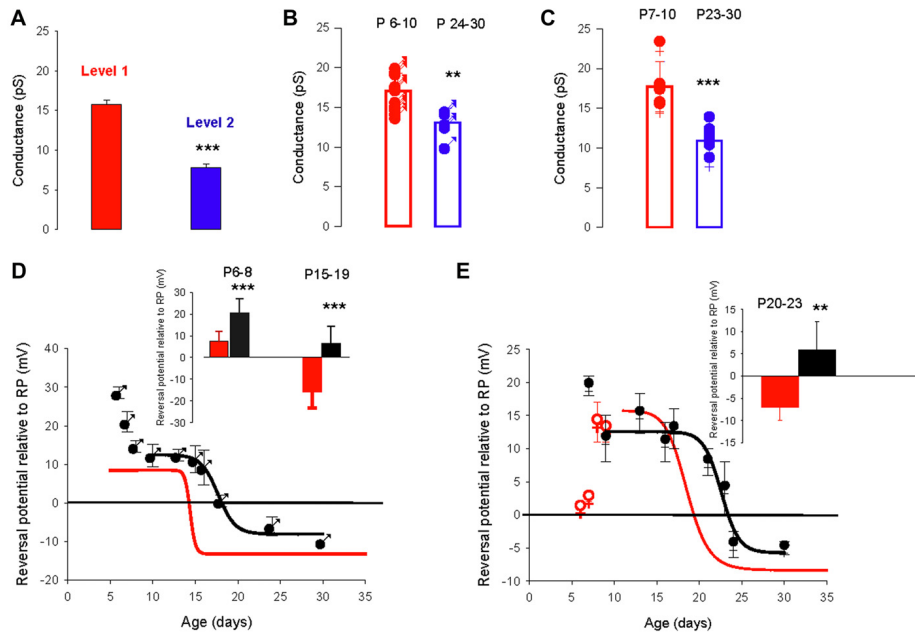 A
Conductance (pS)
25
20
15
10
5
0
Level 1
Level 2
***
B
P 6-10 P 24-30
Conductance (pS)
25
20
15
10
5
0
**
C
P7-10 P23-30
Conductance (pS)
25
20
15
10
5
0
***
D
Reversal potential relative to RP (mV)
40
30
20
10
0
-10
-20
0 5 10 15 20 25 30 35
Age (days)
P6-8 P15-19
*** ***
Reversal potential relative to RP (mV)
30
20
10
0
-10
-20
-30
E
Reversal potential relative to RP (mV)
25
20
15
10
5
0
-5
-10
0 5 10 15 20 25 30 35
Age (days)
P20-23
**
Reversal potential relative to RP (mV)
15
10
5
0
-5
-10
-15